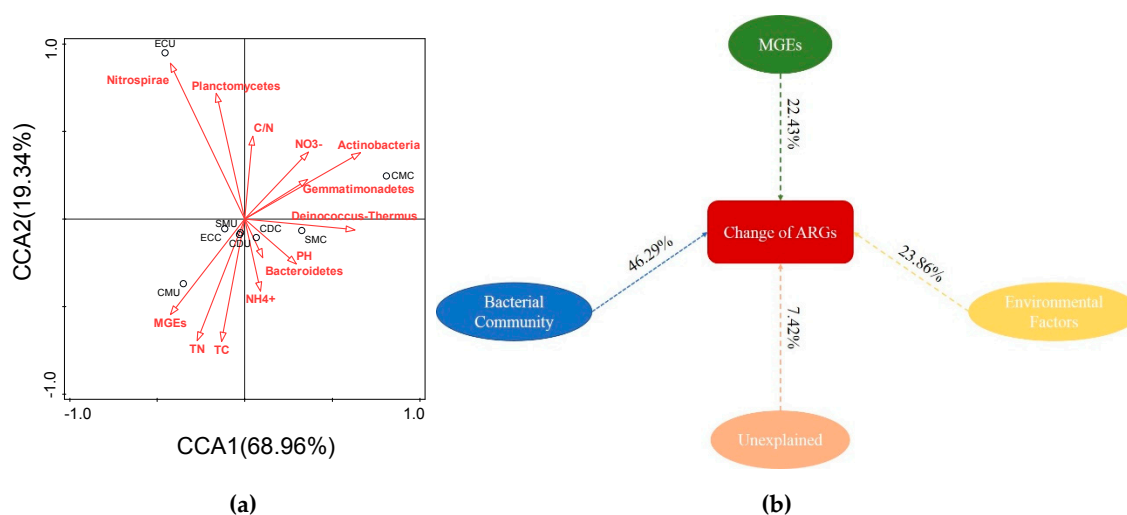 1.0
ECU
Nitrospirae
Planctomycetes
C/N
NO3-
Actinobacteria
CMC
Gemmatimonadetes
Deinococcus-Thermus
SMU
ECC
CDU
CDC
SMC
PH
Bacteroidetes
CMU
NH4+
MGEs
TN
TC
-1.0
-1.0
1.0
CCA2(19.34%)
CCA1(68.96%)
(a)
MGEs
22.43%
Change of ARGs
46.29%
23.86%
Bacterial
Community
Environmental
Factors
7.42%
Unexplained
(b)